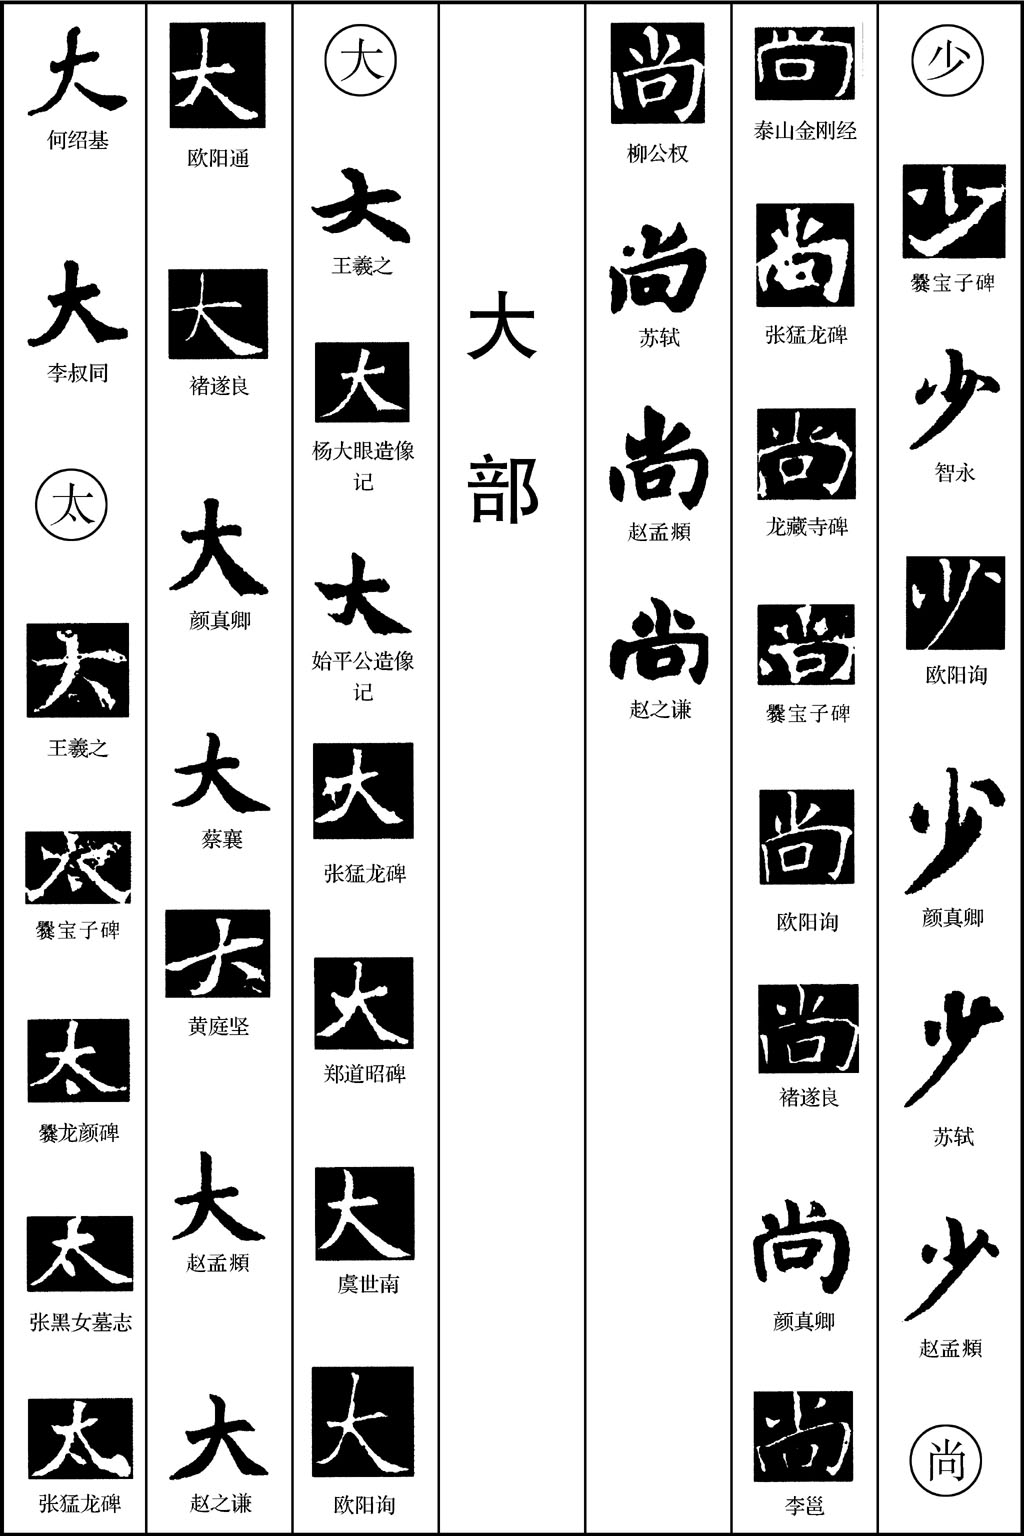 少
少
爨宝子碑
少
智永
少
欧阳询
少
颜真卿
少
苏轼
少
赵孟頫
尚
尚
泰山金刚经
尚
张猛龙碑
尚
龙藏寺碑
尚
爨宝子碑
尚
欧阳询
尚
褚遂良
尚
颜真卿
尚
李邕
尚
柳公权
尚
苏轼
尚
赵孟頫
尚
赵之谦
大部
大
大
王羲之
大
杨大眼造像
记
大
始平公造像
记
大
张猛龙碑
大
郑道昭碑
大
虞世南
大
欧阳询
大
欧阳通
大
褚遂良
大
颜真卿
大
蔡襄
大
黄庭坚
大
赵孟頫
大
赵之谦
大
何绍基
大
李叔同
太
太
王羲之
太
爨宝子碑
太
爨龙颜碑
太
张黑女墓志
太
张猛龙碑